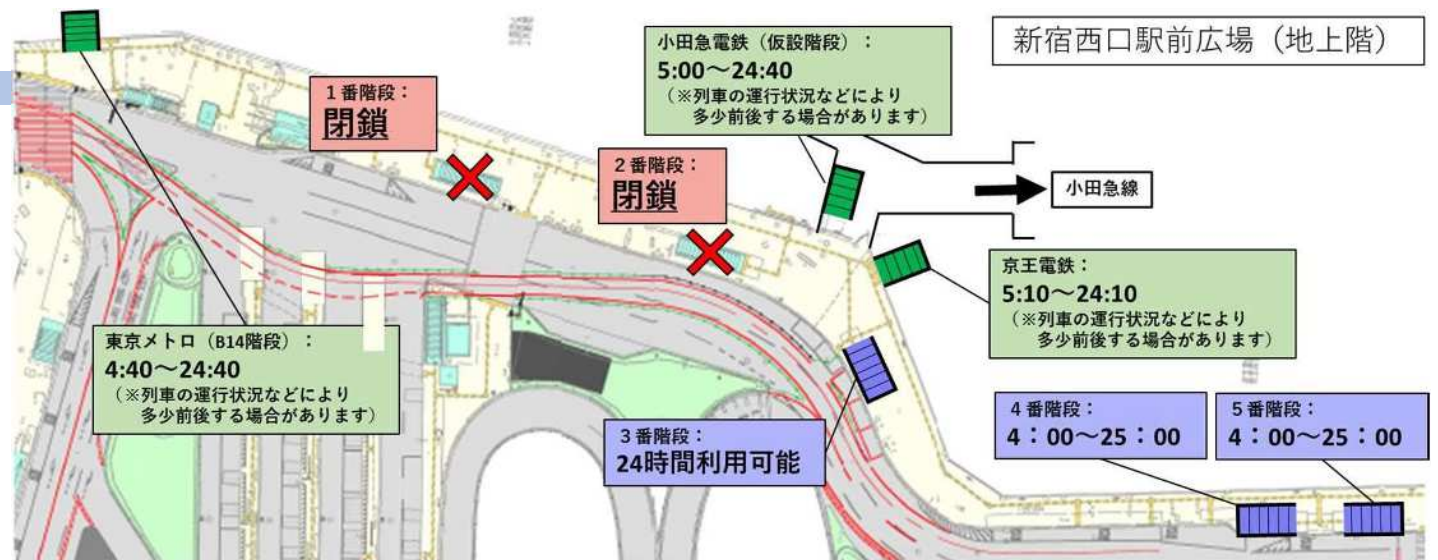 新宿西口駅前広場（地上階）
小田急電鉄（仮設階段）：
5:00～24:40
（※列車の運行状況などにより
多少前後する場合があります）
1番階段：
閉鎖
2番階段：
閉鎖
小田急線
京王電鉄：
5:10～24:10
（※列車の運行状況などにより
多少前後する場合があります）
東京メトロ（B14階段）：
4:40～24:40
（※列車の運行状況などにより
多少前後する場合があります）
3番階段：
24時間利用可能
4番階段：
4：00～25：00
5番階段：
4：00～25：00